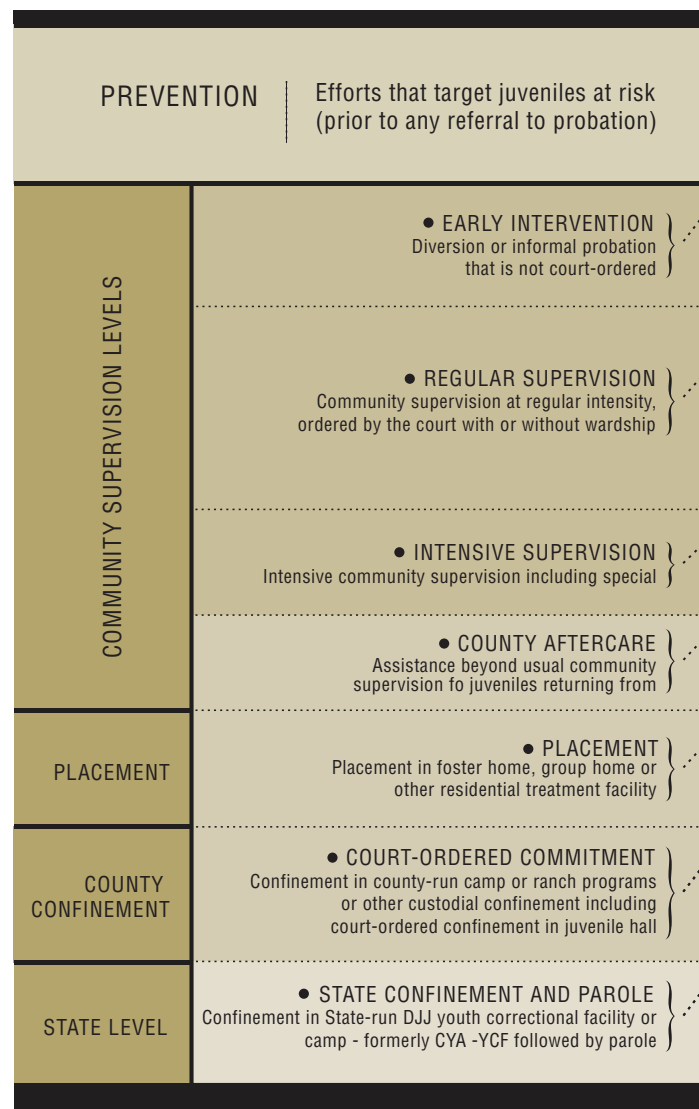 PREVENTION
Efforts that target juveniles at risk
(prior to any referral to probation)
COMMUNITY SUPERVISION LEVELS
• EARLY INTERVENTION
Diversion or informal probation
that is not court-ordered
• REGULAR SUPERVISION
Community supervision at regular intensity,
ordered by the court with or without wardship
• INTENSIVE SUPERVISION
Intensive community supervision including special
• COUNTY AFTERCARE
Assistance beyond usual community
supervision fo juveniles returning from
PLACEMENT
• PLACEMENT
Placement in foster home, group home or
other residential treatment facility
COUNTY
CONFINEMENT
• COURT-ORDERED COMMITMENT
Confinement in county-run camp or ranch programs
or other custodial confinement including
court-ordered confinement in juvenile hall
STATE LEVEL
• STATE CONFINEMENT AND PAROLE
Confinement in State-run DJJ youth correctional facility or
camp - formerly CYA -YCF followed by parole